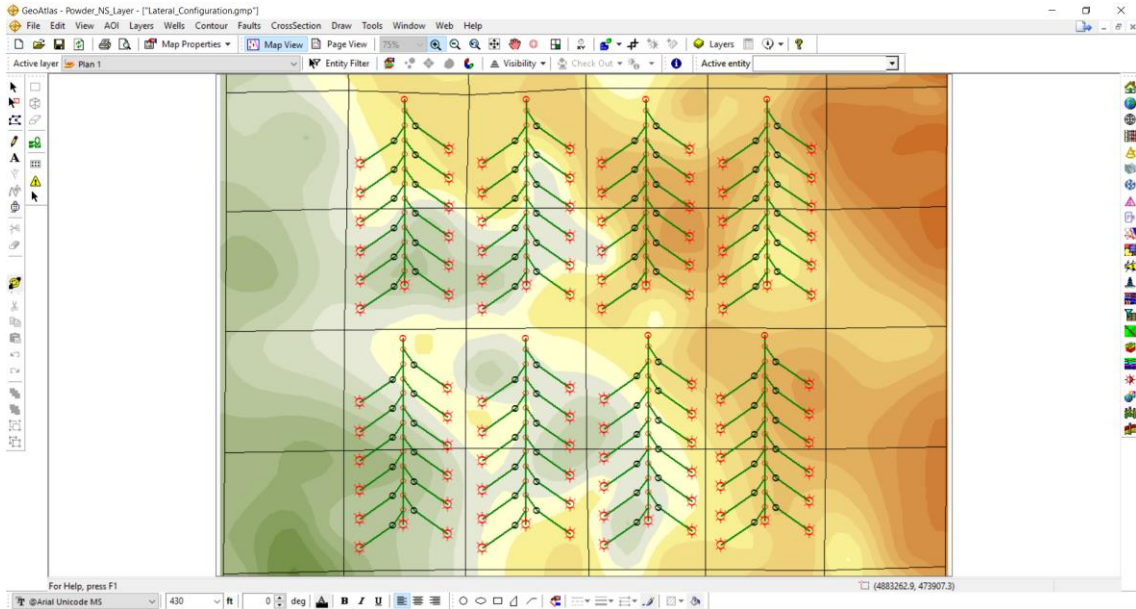 GeoAtlas - Powder_NS_Layer - ["Lateral_Configuration.gmp"]
File Edit View AOI Layers Wells Contour Faults CrossSection Draw Tools Window Web Help
Map Properties Map View Page View 75% XY Layers
Active layer Plan 1 Entity Filter Visibility Check Out Active entity
A
For Help, press F1 (4883262.9, 473907.3)
@Arial Unicode MS 430 ft 0 deg A B I U